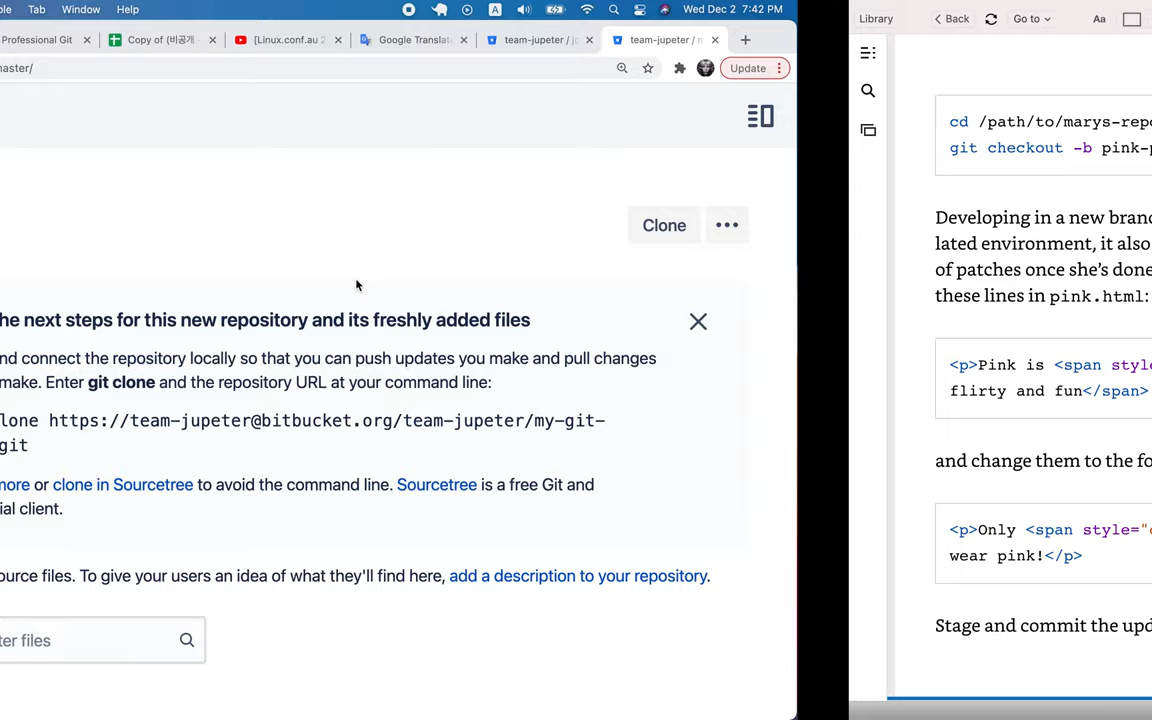 ble Tab Window Help A Wed Dec 2 7:42 PM
Professional Git Copy of (비공개 [Linux.conf.au 2 Google Translat team-jupeter / jo team-jupeter / m
naster/ Update
Clone
he next steps for this new repository and its freshly added files
nd connect the repository locally so that you can push updates you make and pull changes
make. Enter git clone and the repository URL at your command line:
lone https://team-jupeter@bitbucket.org/team-jupeter/my-git-
git
more or clone in Sourcetree to avoid the command line. Sourcetree is a free Git and
ial client.
ource files. To give your users an idea of what they'll find here, add a description to your repository.
ter files
Library Back Go to Aa
cd /path/to/marys-repo
git checkout -b pink-p
Developing in a new branc
lated environment, it also
of patches once she's done
these lines in pink.html:
<p>Pink is <span style
flirty and fun</span>
and change them to the fo
<p>Only <span style="c
wear pink!</p>
Stage and commit the upd